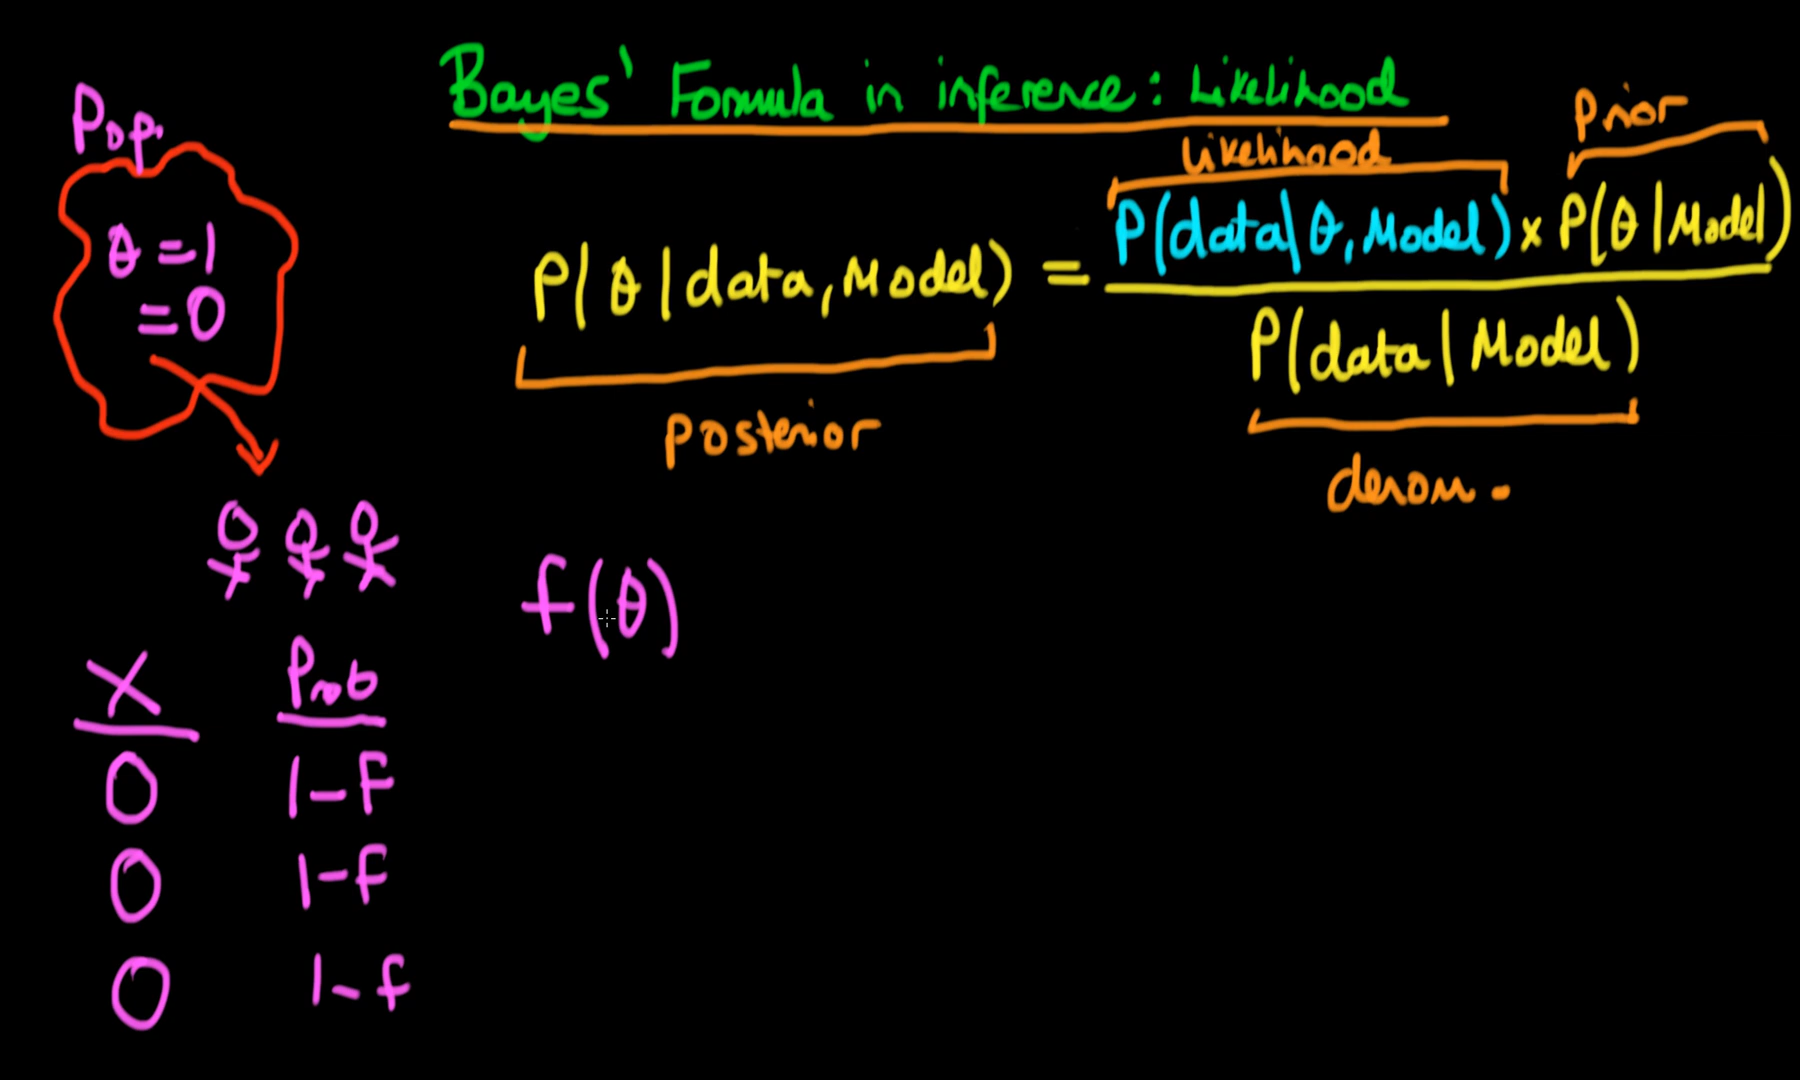 Bayes' Formula in inference: Likelihood
Pop.
θ = 1
= 0
Likelihood
Prior
P(θ | data, Model) = P(data | θ, Model) × P(θ | Model)
P(data | Model)
posterior
denom.
f(θ)
X Prob
0 1-f
0 1-f
0 1-f